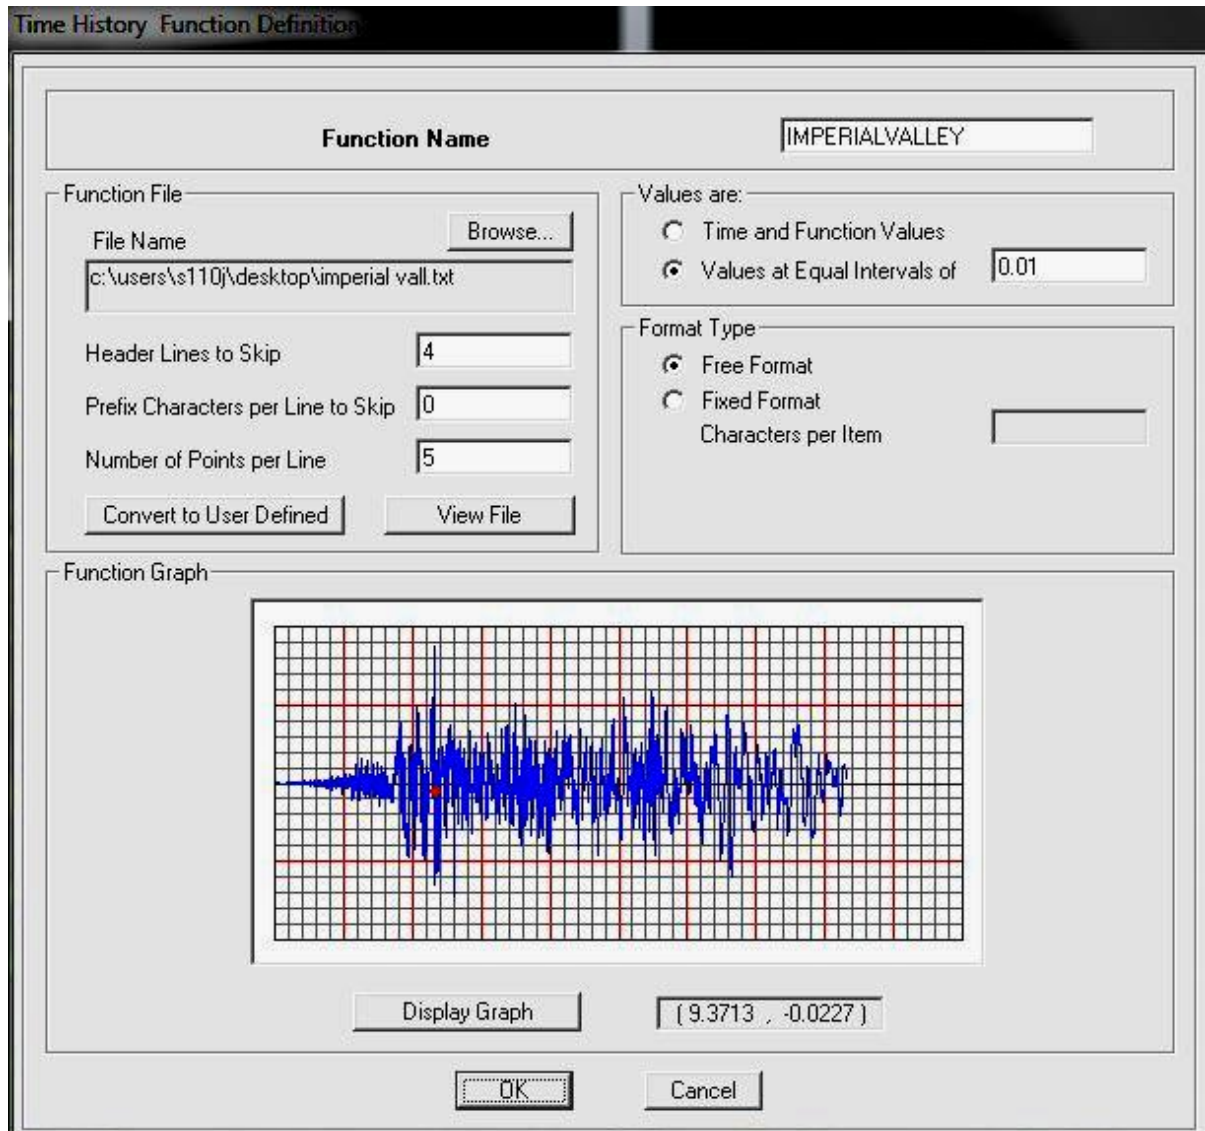 Time History Function Definition
Function Name
IMPERIALVALLEY
Function File
File Name
Browse...
c:\users\s110j\desktop\imperial vall.txt
Header Lines to Skip
4
Prefix Characters per Line to Skip
0
Number of Points per Line
5
Convert to User Defined
View File
Values are:
Time and Function Values
Values at Equal Intervals of
0.01
Format Type
Free Format
Fixed Format
Characters per Item
Function Graph
Display Graph
( 9.3713 , -0.0227 )
OK
Cancel